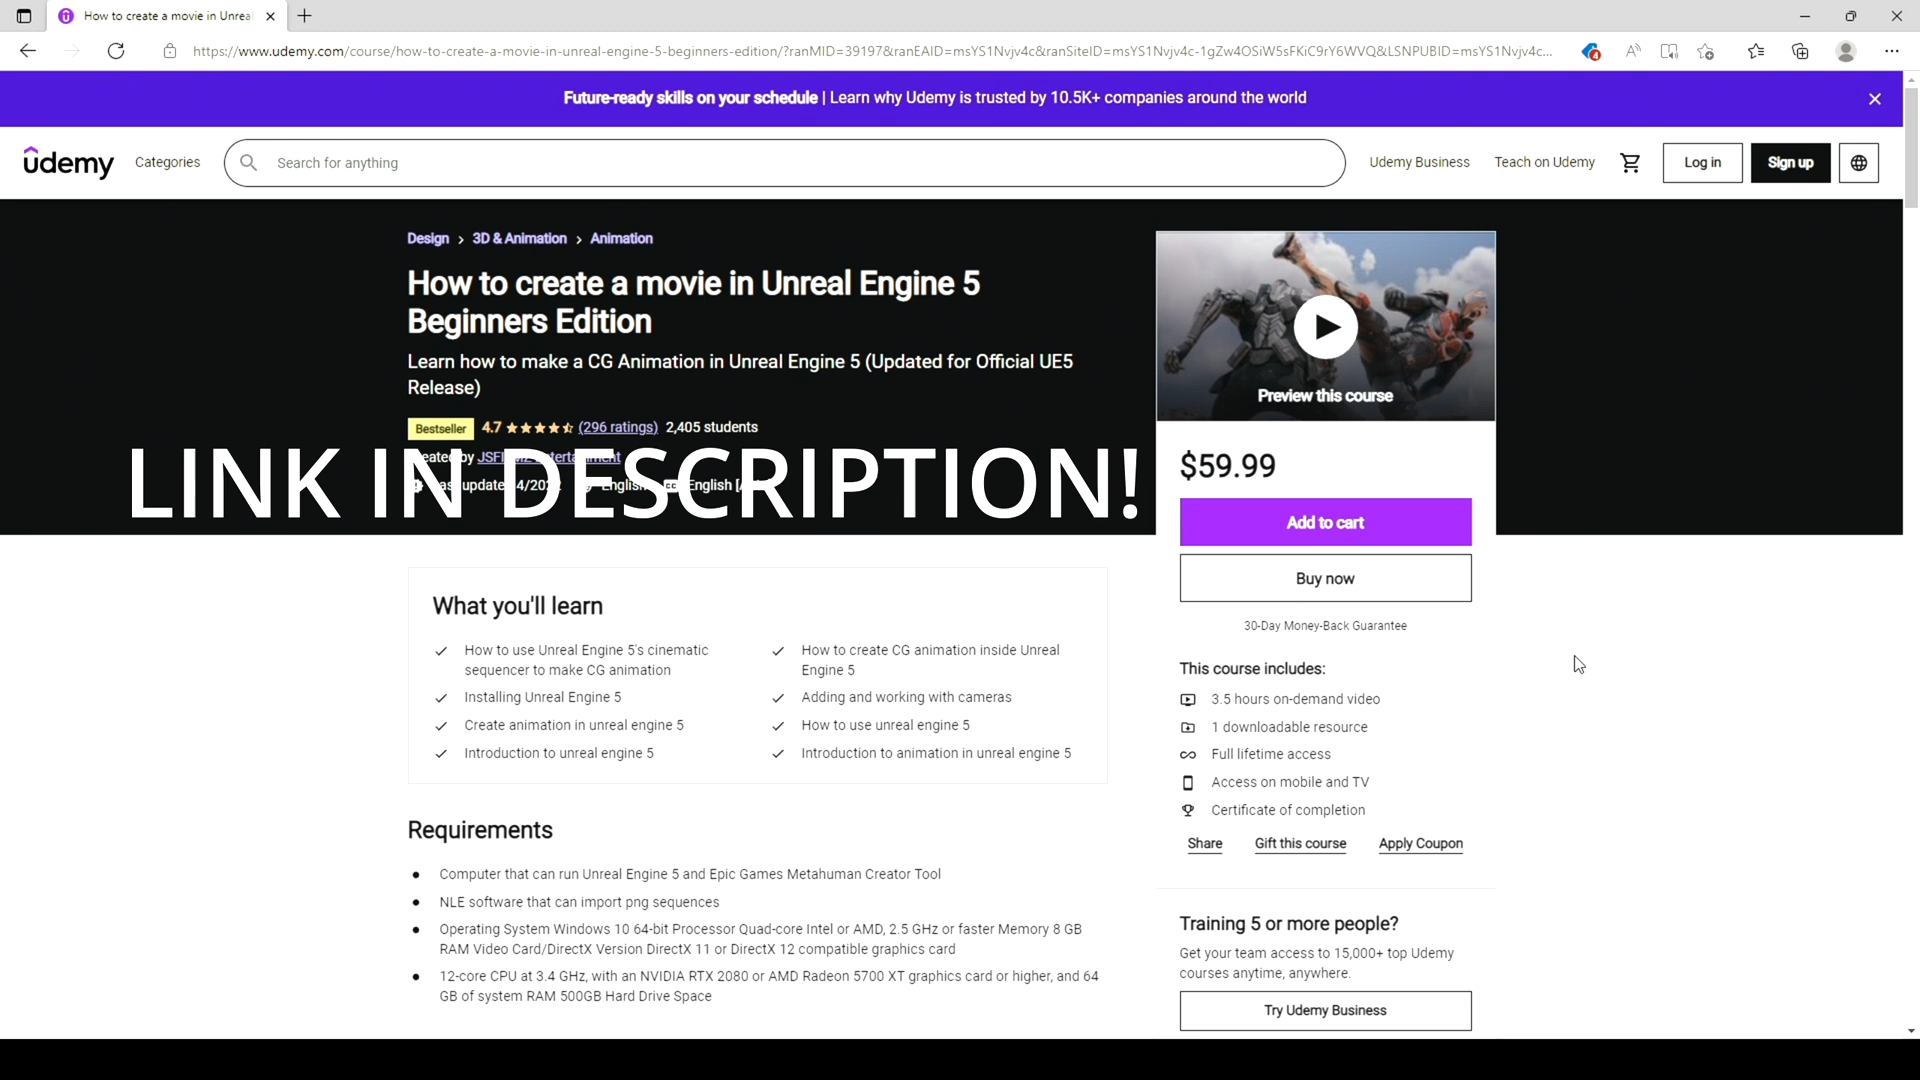 How to create a movie in Unrea
https://www.udemy.com/course/how-to-create-a-movie-in-unreal-engine-5-beginners-edition/?ranMID=39197&ranEAID=msYS1Nvjv4c&ranSiteID=msYS1Nvjv4c-1gZw4OSiW5sFKiC9rY6WVQ&LSNPUBID=msYS1Nvjv4c...
Future-ready skills on your schedule | Learn why Udemy is trusted by 10.5K+ companies around the world
udemy
Categories
Search for anything
Udemy Business
Teach on Udemy
Log in
Sign up
Design > 3D & Animation > Animation
How to create a movie in Unreal Engine 5
Beginners Edition
Learn how to make a CG Animation in Unreal Engine 5 (Updated for Official UE5
Release)
Bestseller 4.7 (296 ratings) 2,405 students
by
English
English
LINK IN DESCRIPTION!
Preview this course
$59.99
Add to cart
Buy now
30-Day Money-Back Guarantee
This course includes:
3.5 hours on-demand video
1 downloadable resource
Full lifetime access
Access on mobile and TV
Certificate of completion
Share
Gift this course
Apply Coupon
Training 5 or more people?
Get your team access to 15,000+ top Udemy
courses anytime, anywhere.
Try Udemy Business
What you'll learn
How to use Unreal Engine 5's cinematic
sequencer to make CG animation
Installing Unreal Engine 5
Create animation in unreal engine 5
Introduction to unreal engine 5
How to create CG animation inside Unreal
Engine 5
Adding and working with cameras
How to use unreal engine 5
Introduction to animation in unreal engine 5
Requirements
Computer that can run Unreal Engine 5 and Epic Games Metahuman Creator Tool
NLE software that can import png sequences
Operating System Windows 10 64-bit Processor Quad-core Intel or AMD, 2.5 GHz or faster Memory 8 GB
RAM Video Card/DirectX Version DirectX 11 or DirectX 12 compatible graphics card
12-core CPU at 3.4 GHz, with an NVIDIA RTX 2080 or AMD Radeon 5700 XT graphics card or higher, and 64
GB of system RAM 500GB Hard Drive Space